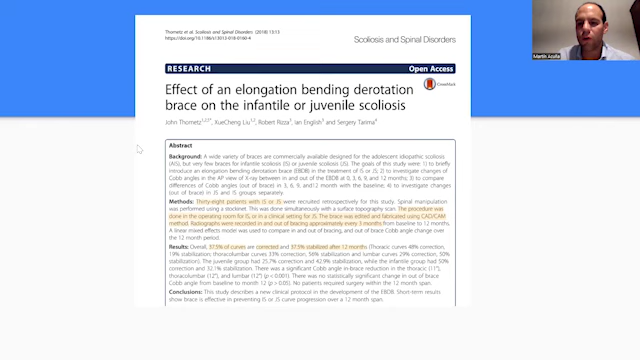 Thometz et al. Scoliosis and Spinal Disorders (2018) 13:13
https://doi.org/10.1186/s13013-018-0160-4
Scoliosis and Spinal Disorders
RESEARCH
Open Access
Effect of an elongation bending derotation
brace on the infantile or juvenile scoliosis
CrossMark
John Thometz, XueCheng Liu, Robert Rizza, Ian English and Sergery Tarima
Abstract
Background: A wide variety of braces are commercially available designed for the adolescent idiopathic scoliosis
(AIS), but very few braces for infantile scoliosis (IS) or juvenile scoliosis (JS). The goals of this study were: 1) to briefly
introduce an elongation bending derotation brace (EBDB) in the treatment of IS or JS; 2) to investigate changes of
Cobb angles in the AP view of X-ray between in and out of the EBDB at 0, 3, 6, 9, and 12 months; 3) to compare
differences of Cobb angles (out of brace) in 3, 6, 9, and12 month with the baseline; 4) to investigate changes
(out of brace) in JS and IS groups separately.
Methods: Thirty-eight patients with IS or JS were recruited retrospectively for this study. Spinal manipulation
was performed using a stockinet. This was done simultaneously with a surface topography scan. The procedure was
done in the operating room for IS, or in a clinical setting for JS. The brace was edited and fabricated using CAD/CAM
method. Radiographs were recorded in and out of bracing approximately every 3 months from baseline to 12 months.
A linear mixed effects model was used to compare in and out of bracing, and out of brace Cobb angle change over
the 12 month period.
Results: Overall, 37.5% of curves are corrected and 37.5% stabilized after 12 months (Thoracic curves 48% correction,
19% stabilization; thoracolumbar curves 33% correction, 56% stabilization and lumbar curves 29% correction, 50%
stabilization). The juvenile group had 25.7% correction and 42.9% stabilization, while the infantile group had 50%
correction and 32.1% stabilization. There was a significant Cobb angle in-brace reduction in the thoracic (11°),
thoracolumbar (12°), and lumbar (12°) (p < 0.001). There was no statistically significant change in out of brace
Cobb angle from baseline to month 12 (p > 0.05). No patients required surgery within the 12 month span.
Conclusions: This study describes a new clinical protocol in the development of the EBDB. Short-term results
show brace is effective in preventing IS or JS curve progression over a 12 month span.
Martín Acuña